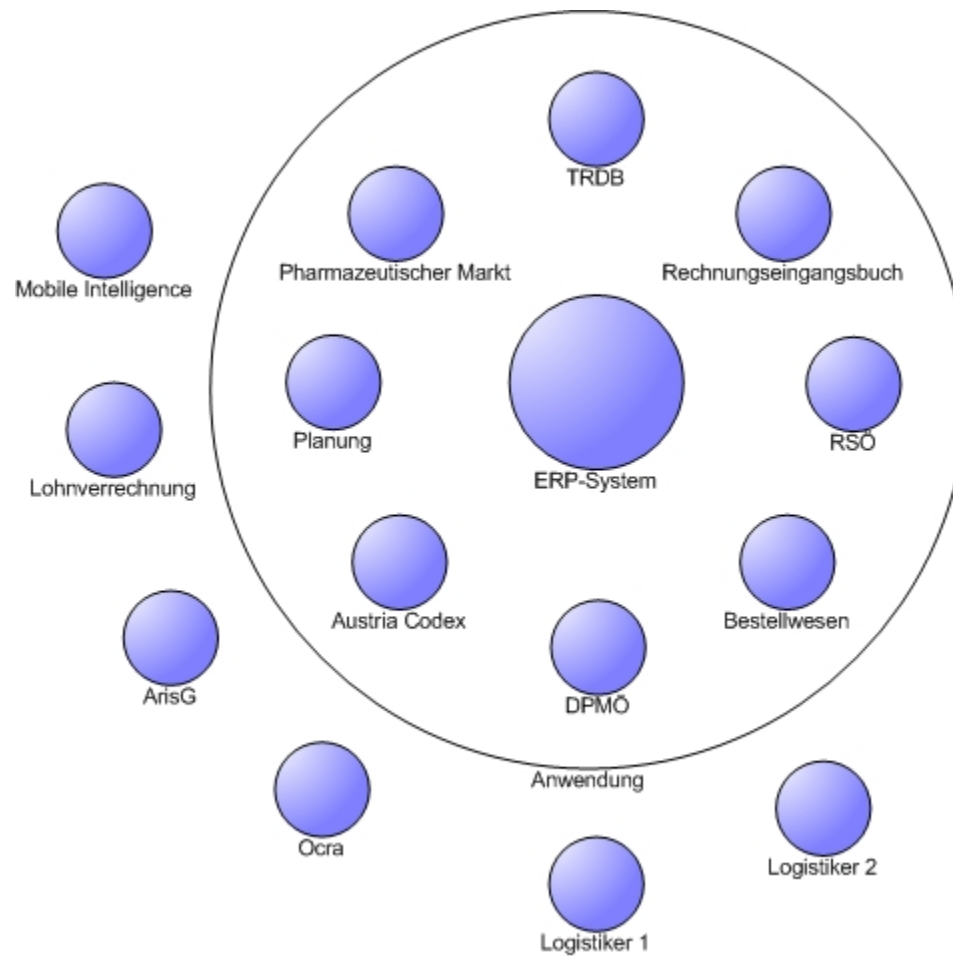 TRDB
Pharmazeutischer Markt
Rechnungseingangsbuch
Mobile Intelligence
Planung
RSÖ
ERP-System
Lohnverrechnung
Austria Codex
Bestellwesen
ArisG
DPMÖ
Anwendung
Ocra
Logistiker 2
Logistiker 1